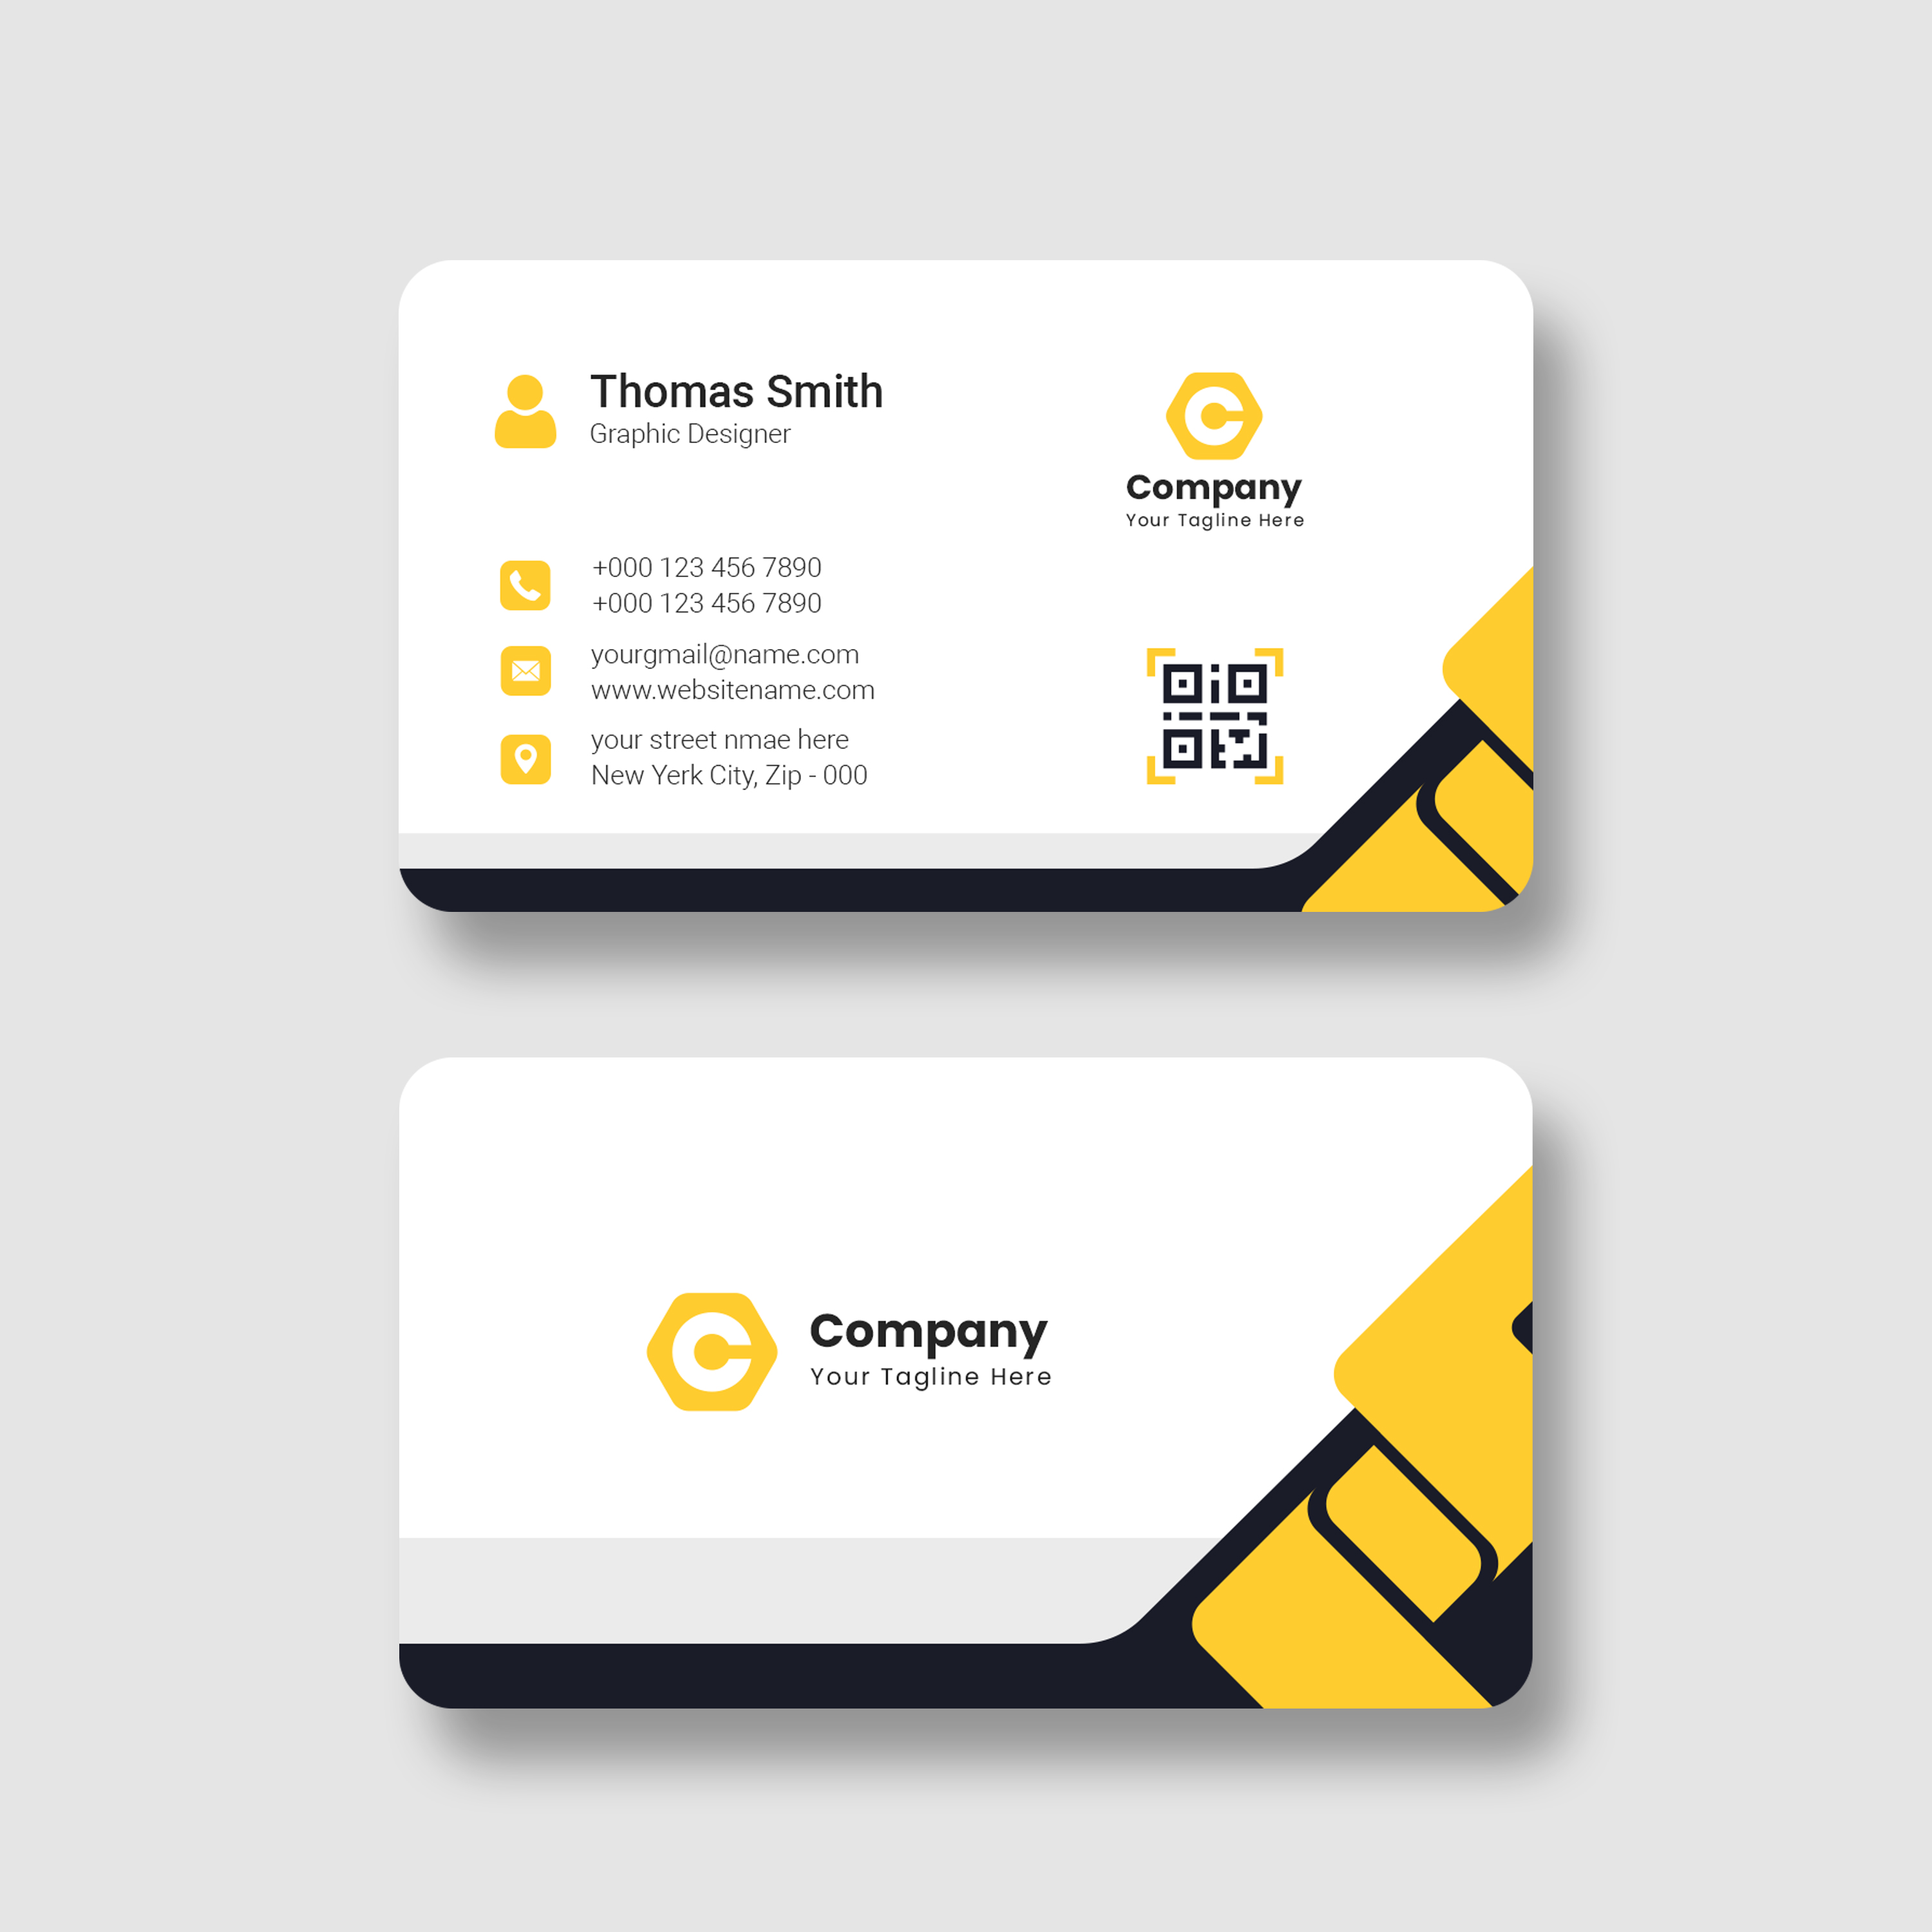 Thomas Smith
Graphic Designer
Company
Your Tagline Here
+000 123 456 7890
+000 123 456 7890
yourgmail@name.com
www.websitename.com
your street nmae here
New Yerk City, Zip - 000
Company
Your Tagline Here